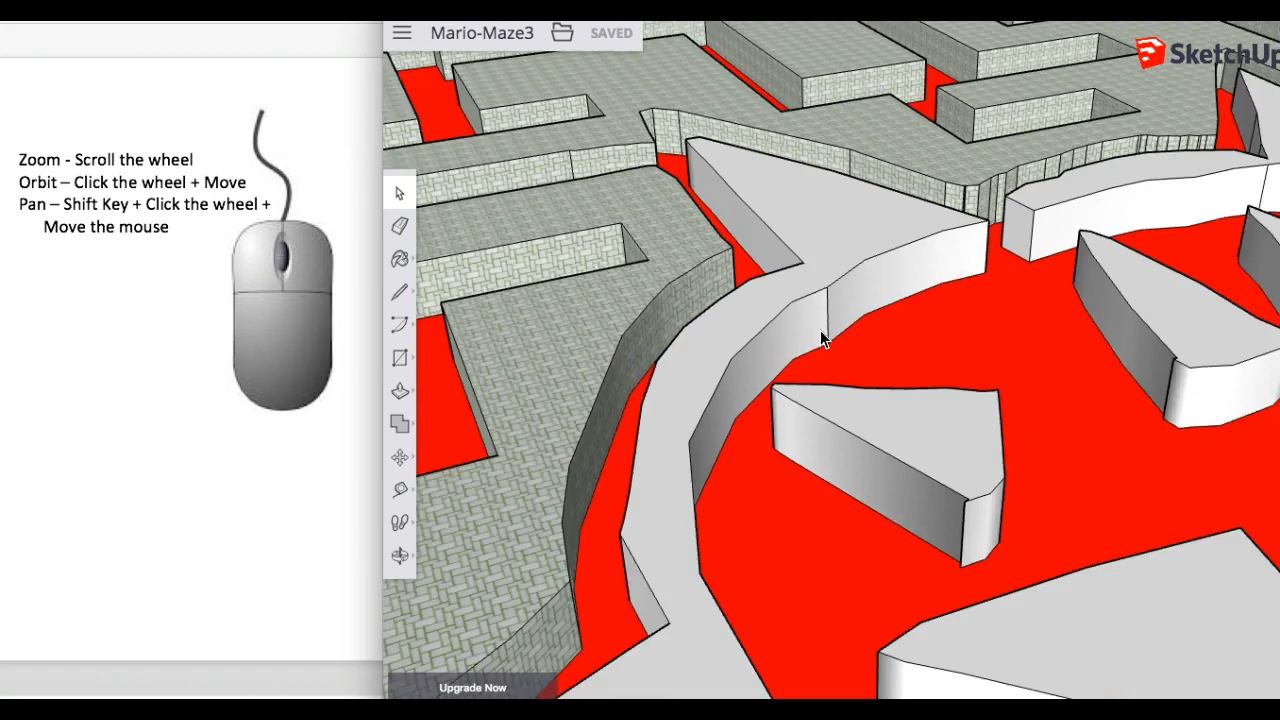 Mario-Maze3
SAVED
SketchUp
Zoom - Scroll the wheel
Orbit – Click the wheel + Move
Pan – Shift Key + Click the wheel +
Move the mouse
Upgrade Now